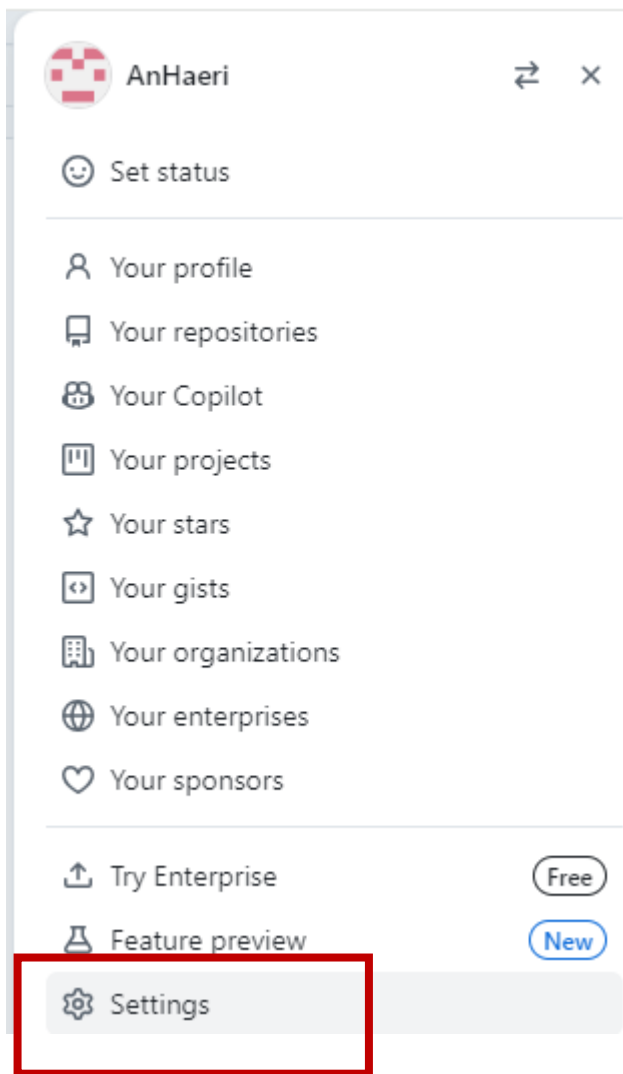 AnHaeri
Set status
Your profile
Your repositories
Your Copilot
Your projects
Your stars
Your gists
Your organizations
Your enterprises
Your sponsors
Try Enterprise Free
Feature preview New
Settings